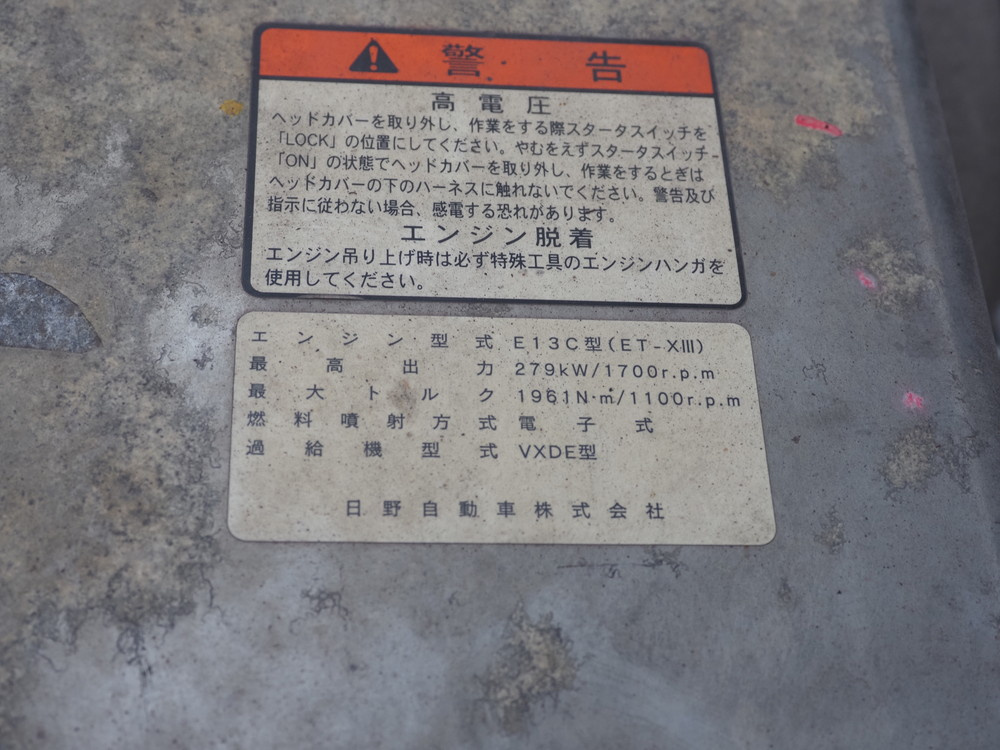 警告
高電圧
ヘッドカバーを取り外し、作業をする際スタータスイッチを
「LOCK」の位置にしてください。やむをえずスタータスイッチ
「ON」の状態でヘッドカバーを取り外し、作業をするときは
ヘッドカバーの下のハーネスに触れないでください。警告及び
指示に従わない場合、感電する恐れがあります。
エンジン脱着
エンジン吊り上げ時は必ず特殊工具のエンジンハンガを
使用してください。
エンジン型式 E13C型(ET-XIII)
最高出力 279kW/1700r.p.m
最大トルク 1961N·m/1100r.p.m
燃料噴射方式 電子式
過給機型式 VXDE型
日野自動車株式会社